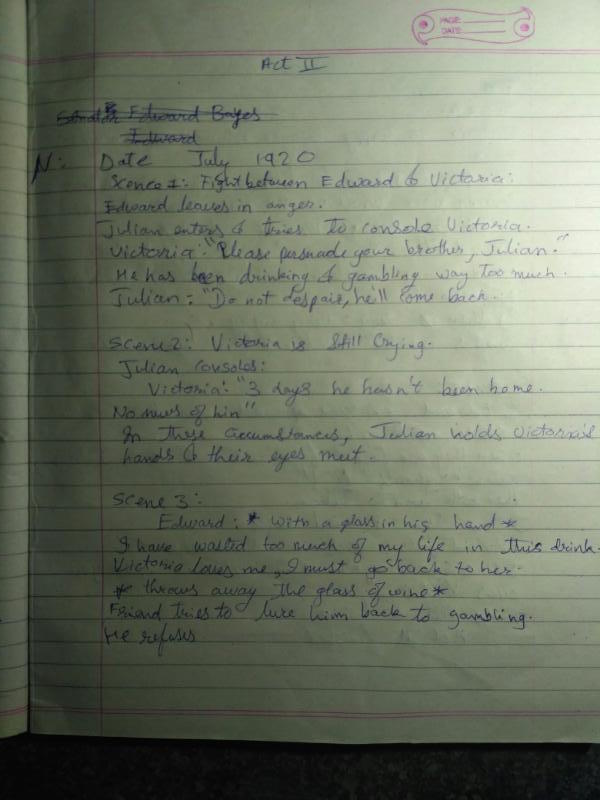 PAGE:
DATE:
Act II
Edward Bayes
Edward
N: Date July 1920
Scence 1: Fight between Edward & Victoria:
Edward leaves in anger.
Julian enters & tries to console Victoria.
Victoria: "Please persuade your brother, Julian."
He has been drinking & gambling way too much.
Julian: "Do not despair, he'll come back.
Scene 2: Victoria is Still Crying.
Julian Consoles:
Victoria: "3 days he hasn't been home.
No news of him"
In these circumstances, Julian holds Victoria's
hands & their eyes meet.
Scene 3:
Edward: * with a glass in his hand *
I have wasted too much of my life in this drink.
Victoria loves me, I must go back to her.
* throws away the glass of wine *
Friend tries to lure him back to gambling.
He refuses